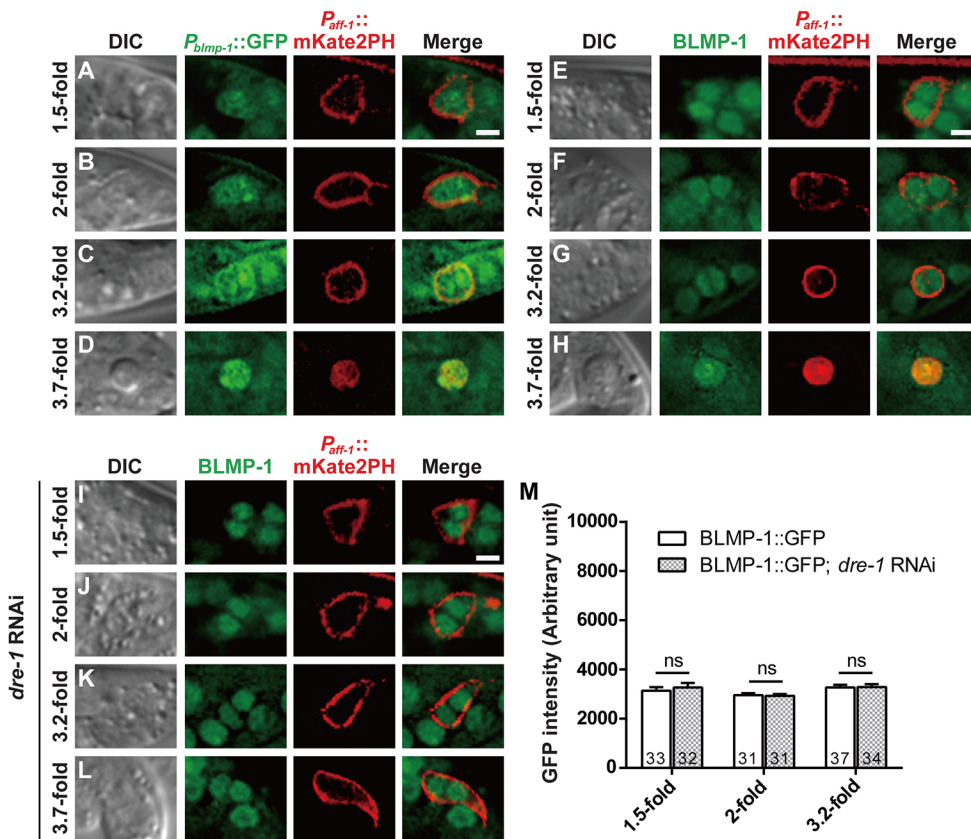 DIC
P_blmp-1::GFP
P_aff-1::
mKate2PH
Merge
1.5-fold
A
2-fold
B
3.2-fold
C
3.7-fold
D
DIC
BLMP-1
P_aff-1::
mKate2PH
Merge
1.5-fold
E
2-fold
F
3.2-fold
G
3.7-fold
H
dre-1 RNAi
DIC
BLMP-1
P_aff-1::
mKate2PH
Merge
1.5-fold
I
2-fold
J
3.2-fold
K
3.7-fold
L
M
GFP intensity (Arbitrary unit)
10000
8000
6000
4000
2000
0
BLMP-1::GFP
BLMP-1::GFP; dre-1 RNAi
ns
ns
ns
33 32 31 31 37 34
1.5-fold
2-fold
3.2-fold